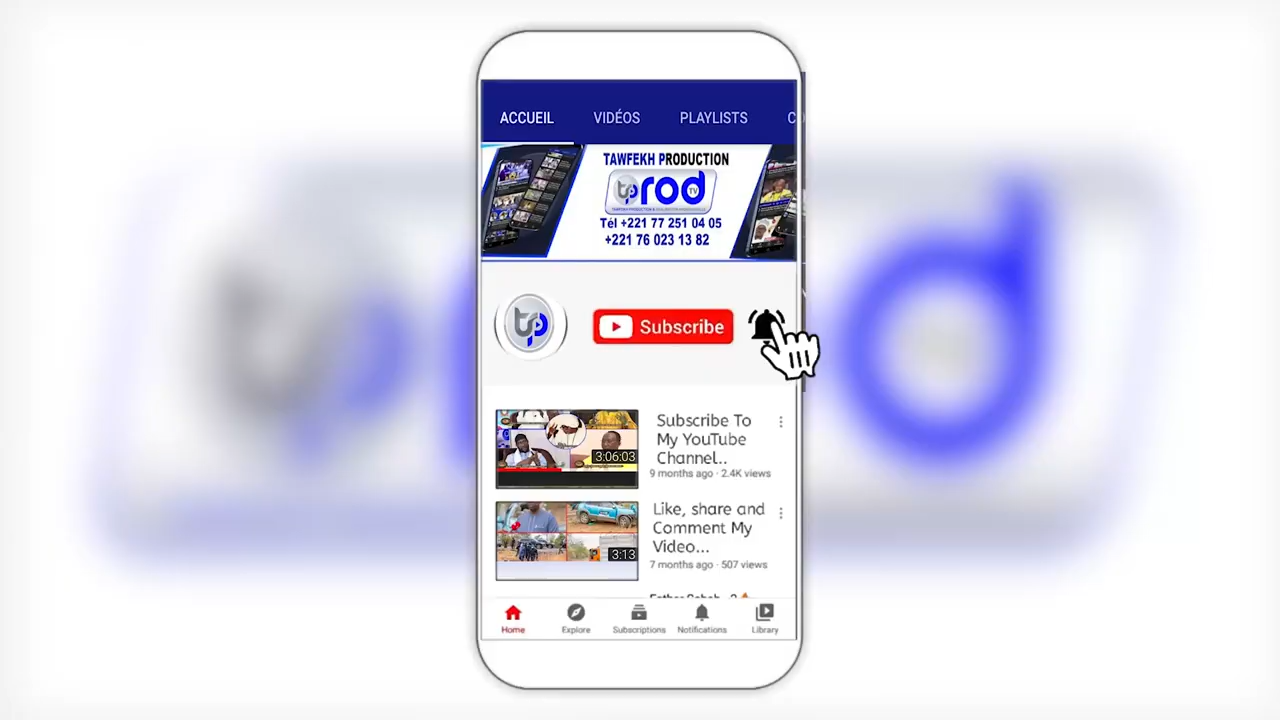 ACCUEIL VIDÉOS PLAYLISTS
TAWFEKH PRODUCTION
tprod TV
Tél +221 77 251 04 05
+221 76 023 13 82
tp
Subscribe
Subscribe To
My YouTube
Channel..
9 months ago · 2.4K views
3:06:03
Like, share and
Comment My
Video...
7 months ago · 507 views
3:13
Home Explore Subscriptions Notifications Library